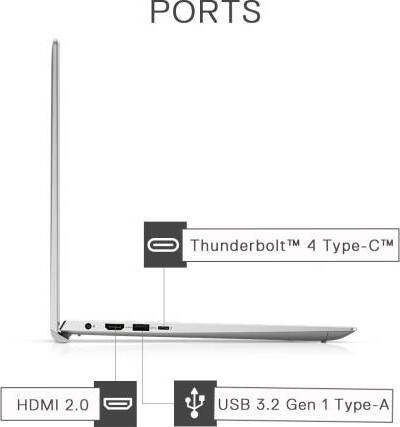 PORTS
Thunderbolt™ 4 Type-C™
HDMI 2.0
USB 3.2 Gen 1 Type-A